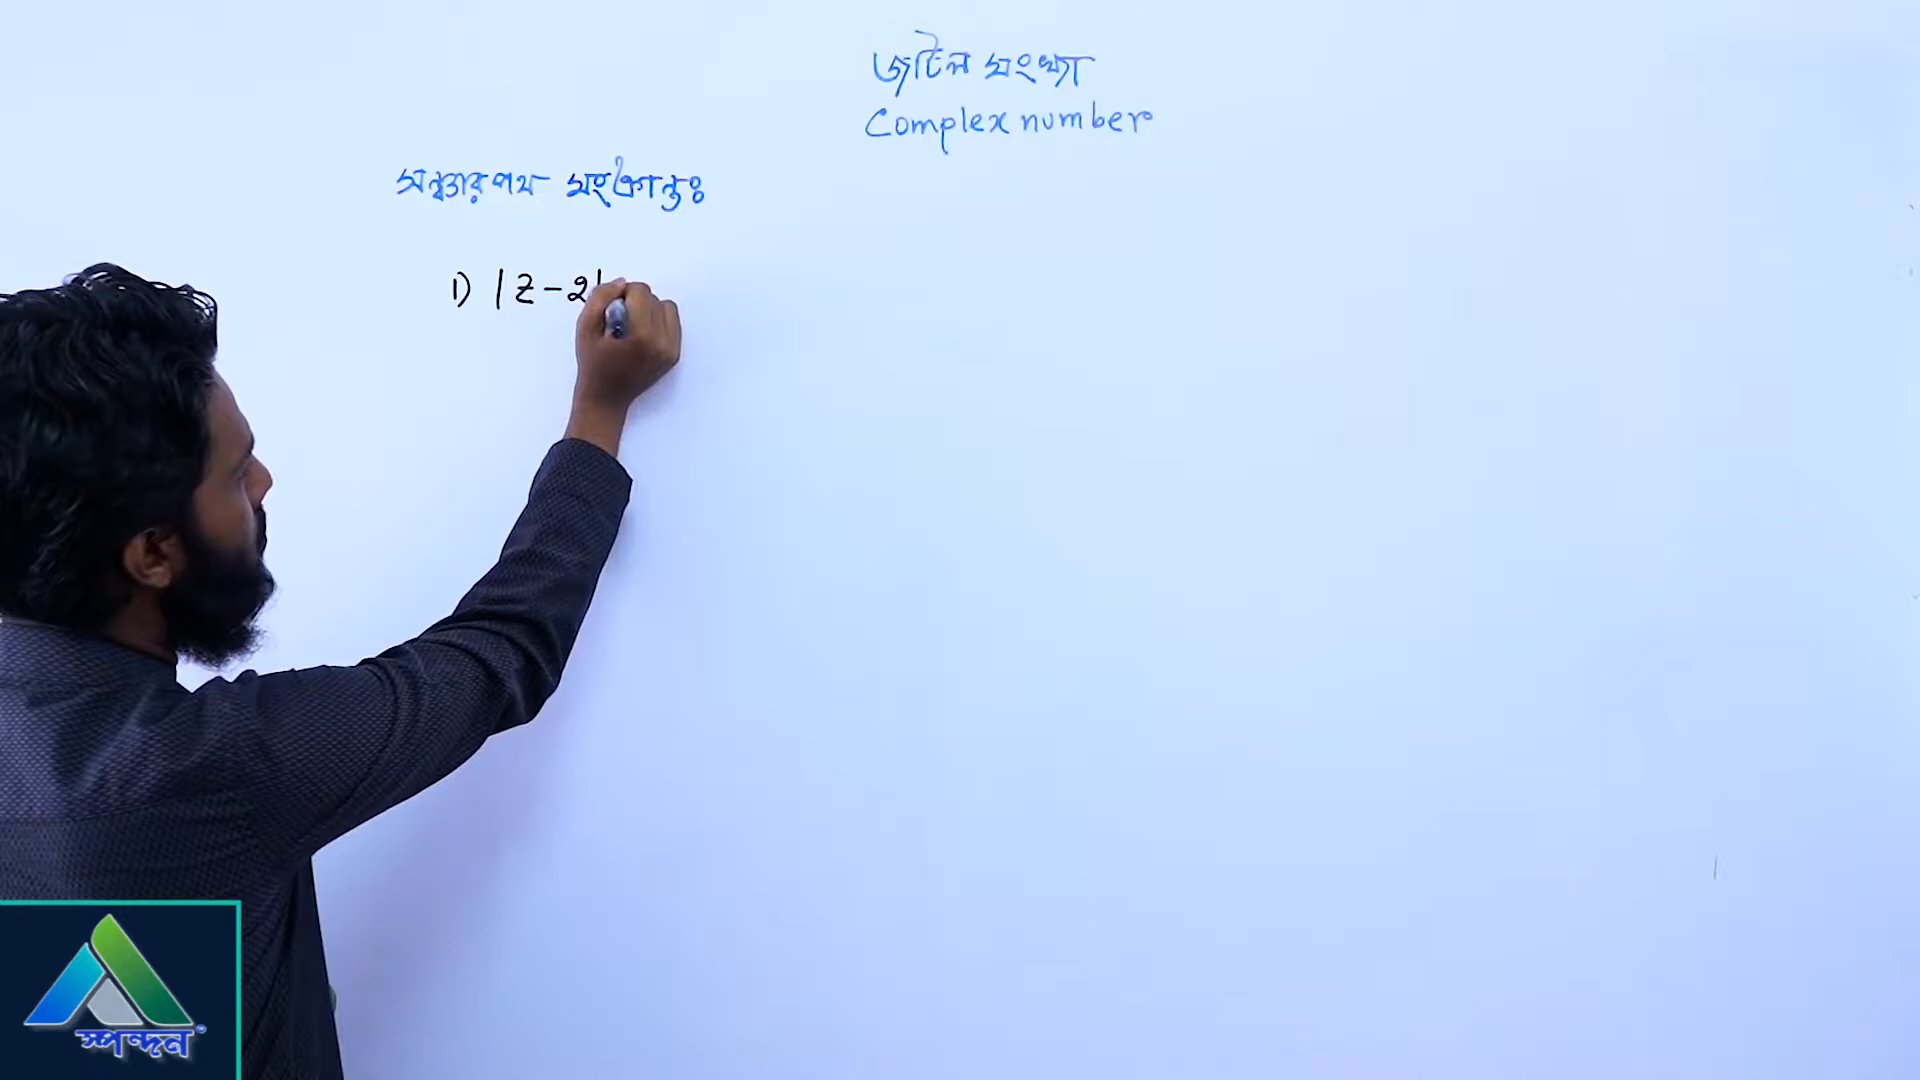 জটিল সংখ্যা
Complex number
সঞ্চারপথ সংক্রান্তঃ
1) |Z-2|
স্পন্দন